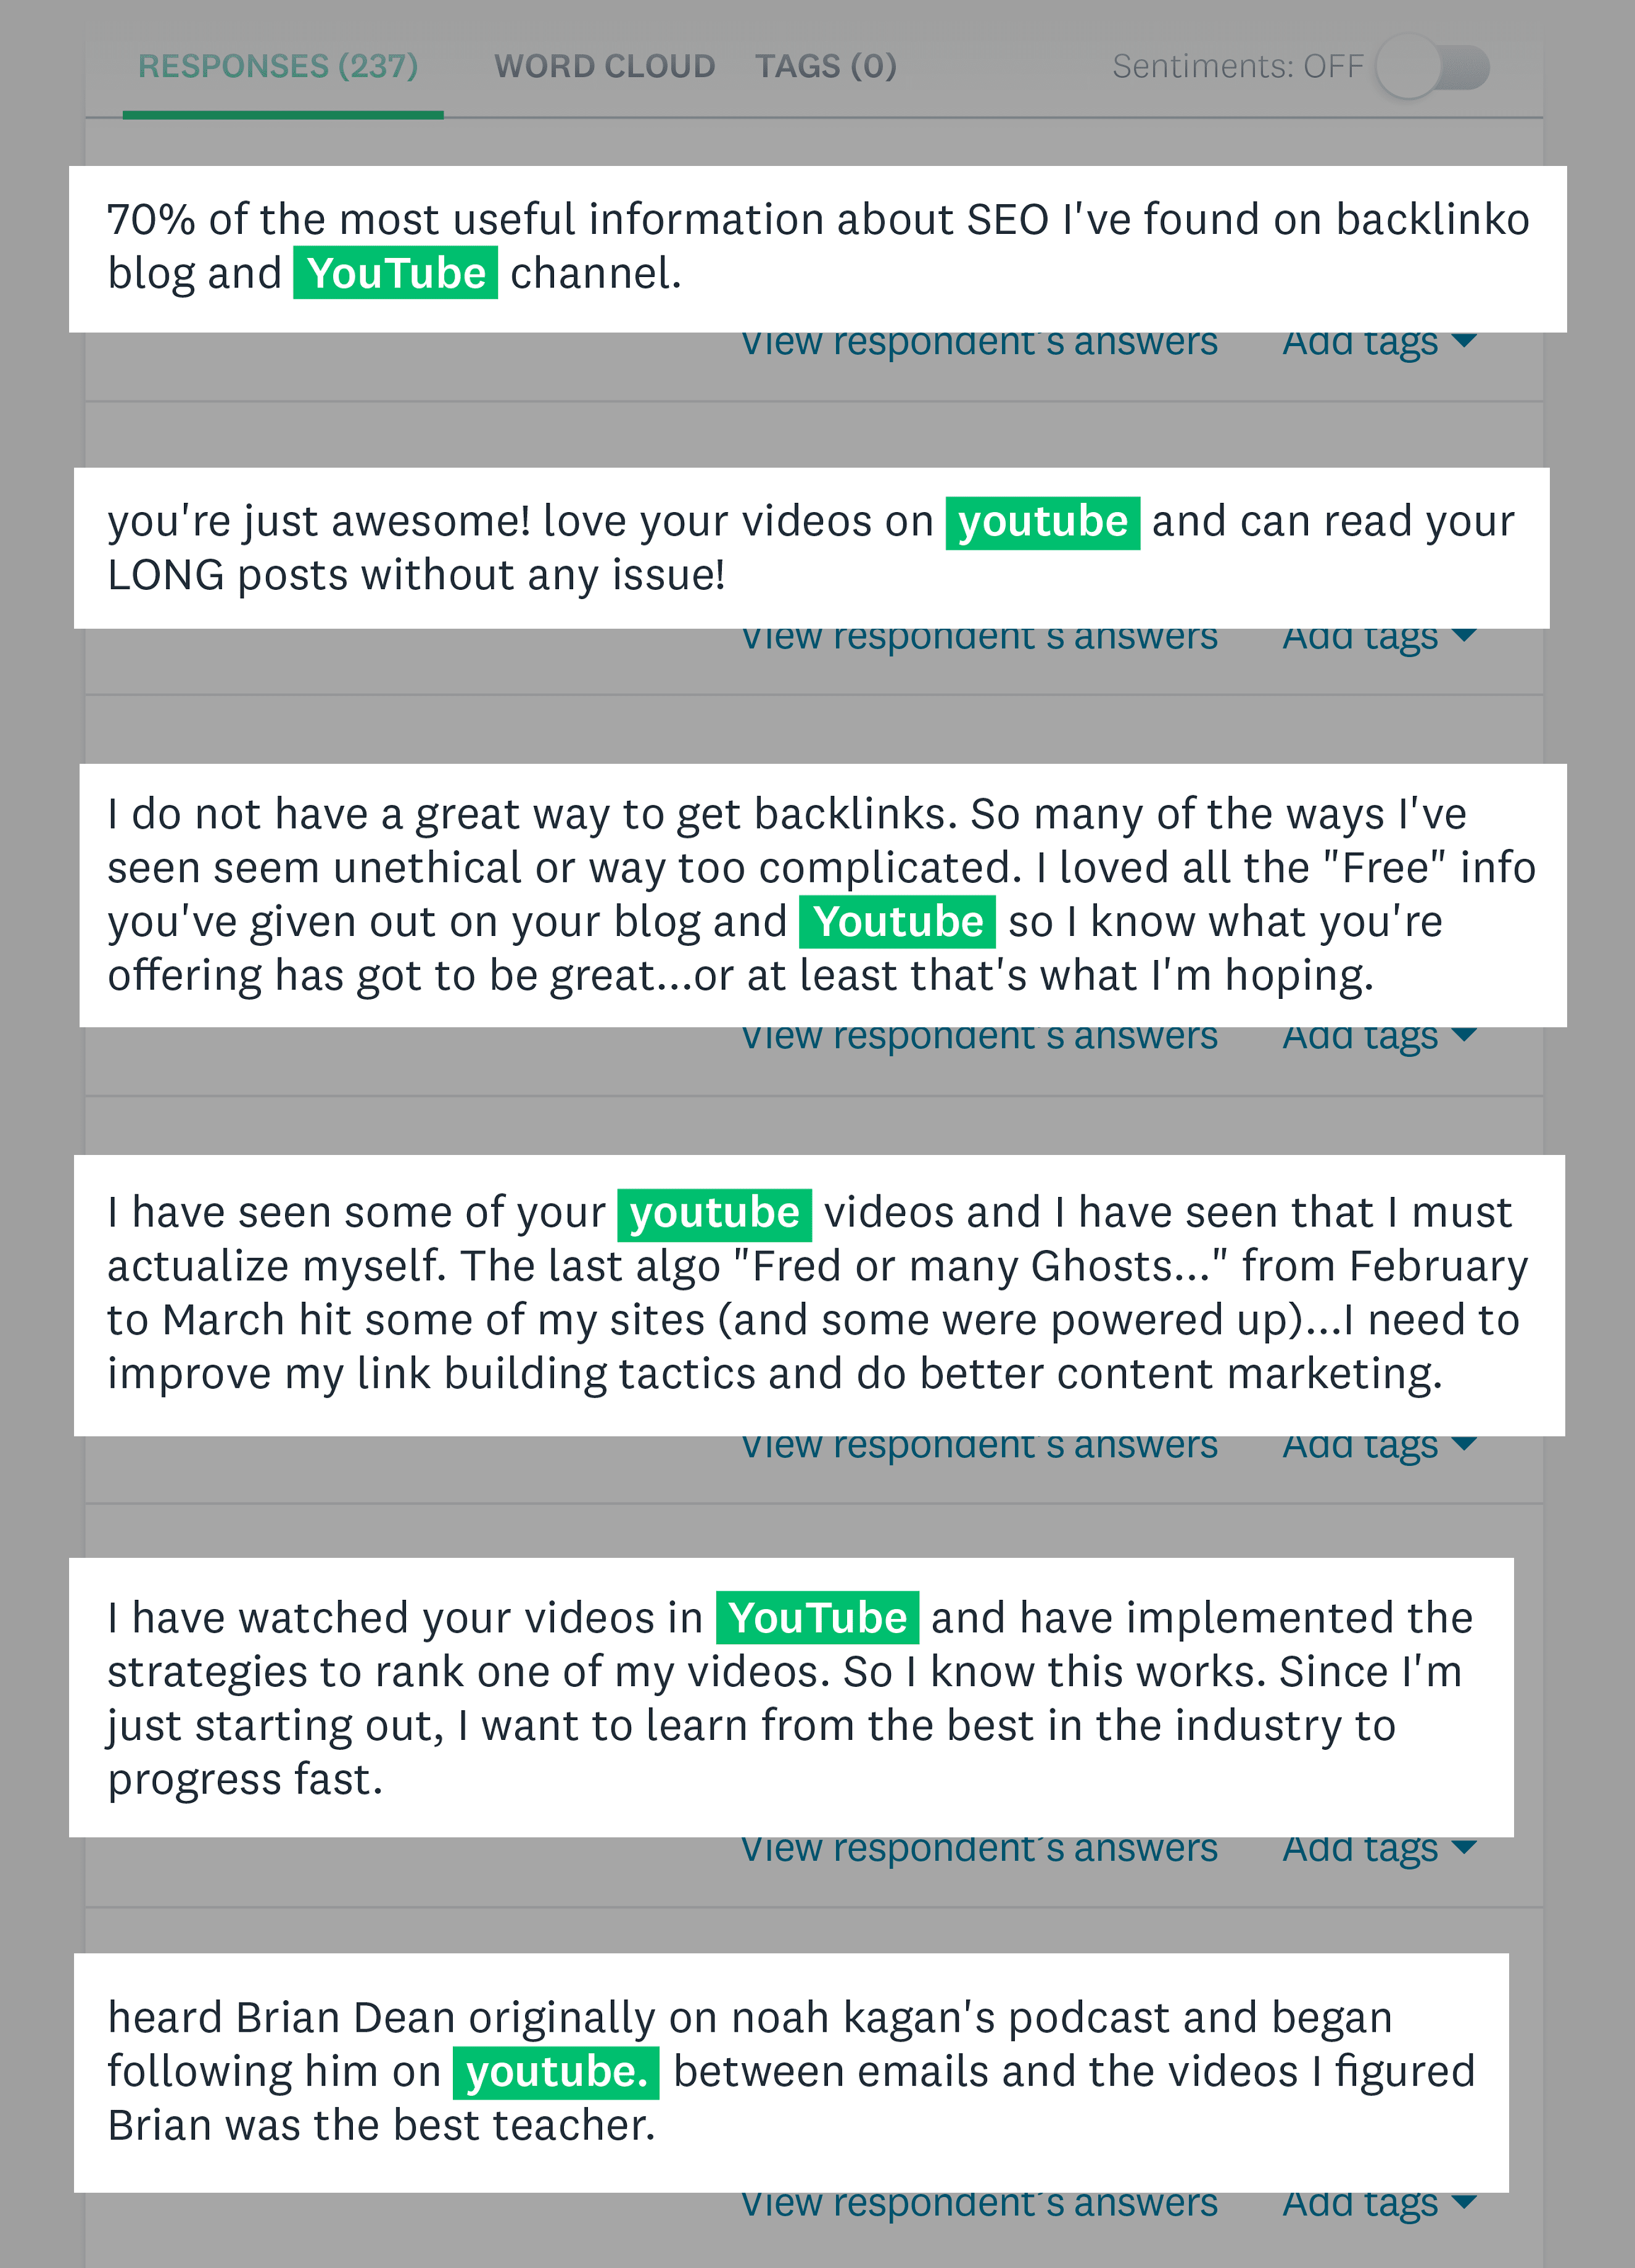 RESPONSES (237) WORD CLOUD TAGS (0) Sentiments: OFF
70% of the most useful information about SEO I've found on backlinko
blog and YouTube channel.
View respondent's answers Add tags
you're just awesome! love your videos on youtube and can read your
LONG posts without any issue!
View respondent's answers Add tags
I do not have a great way to get backlinks. So many of the ways I've
seen seem unethical or way too complicated. I loved all the "Free" info
you've given out on your blog and Youtube so I know what you're
offering has got to be great...or at least that's what I'm hoping.
View respondent's answers Add tags
I have seen some of your youtube videos and I have seen that I must
actualize myself. The last algo "Fred or many Ghosts..." from February
to March hit some of my sites (and some were powered up)...I need to
improve my link building tactics and do better content marketing.
View respondent's answers Add tags
I have watched your videos in YouTube and have implemented the
strategies to rank one of my videos. So I know this works. Since I'm
just starting out, I want to learn from the best in the industry to
progress fast.
View respondent's answers Add tags
heard Brian Dean originally on noah kagan's podcast and began
following him on youtube. between emails and the videos I figured
Brian was the best teacher.
View respondent's answers Add tags